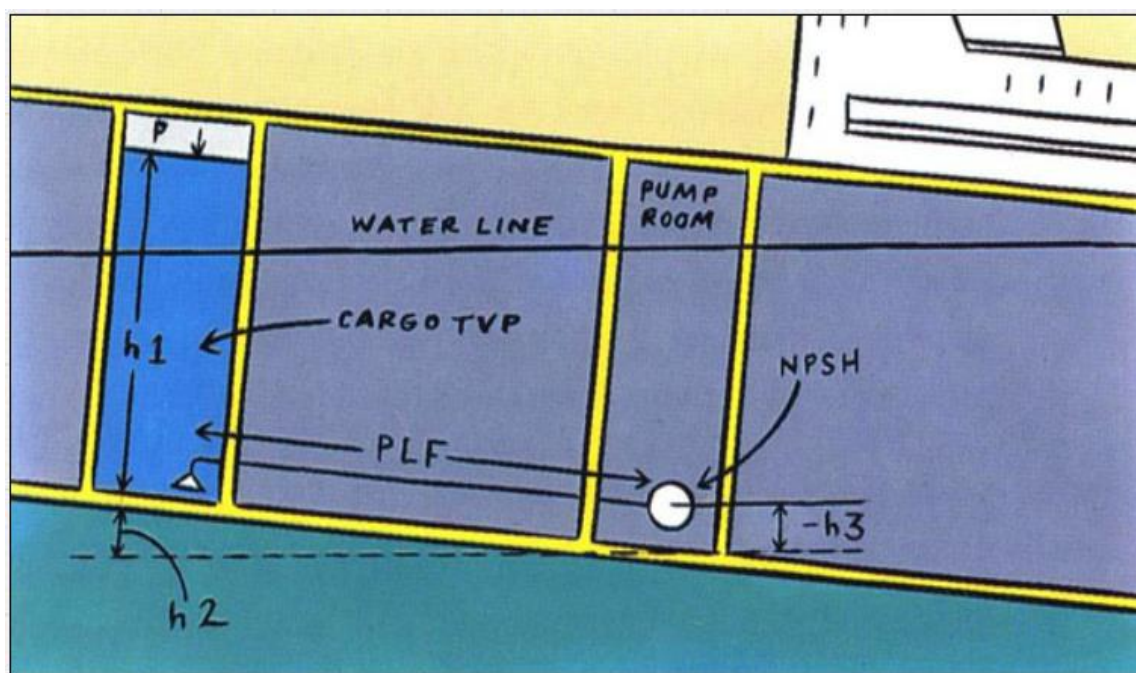 P
PUMP
ROOM
WATER LINE
CARGO TVP
h1
NPSH
PLF
-h3
h2